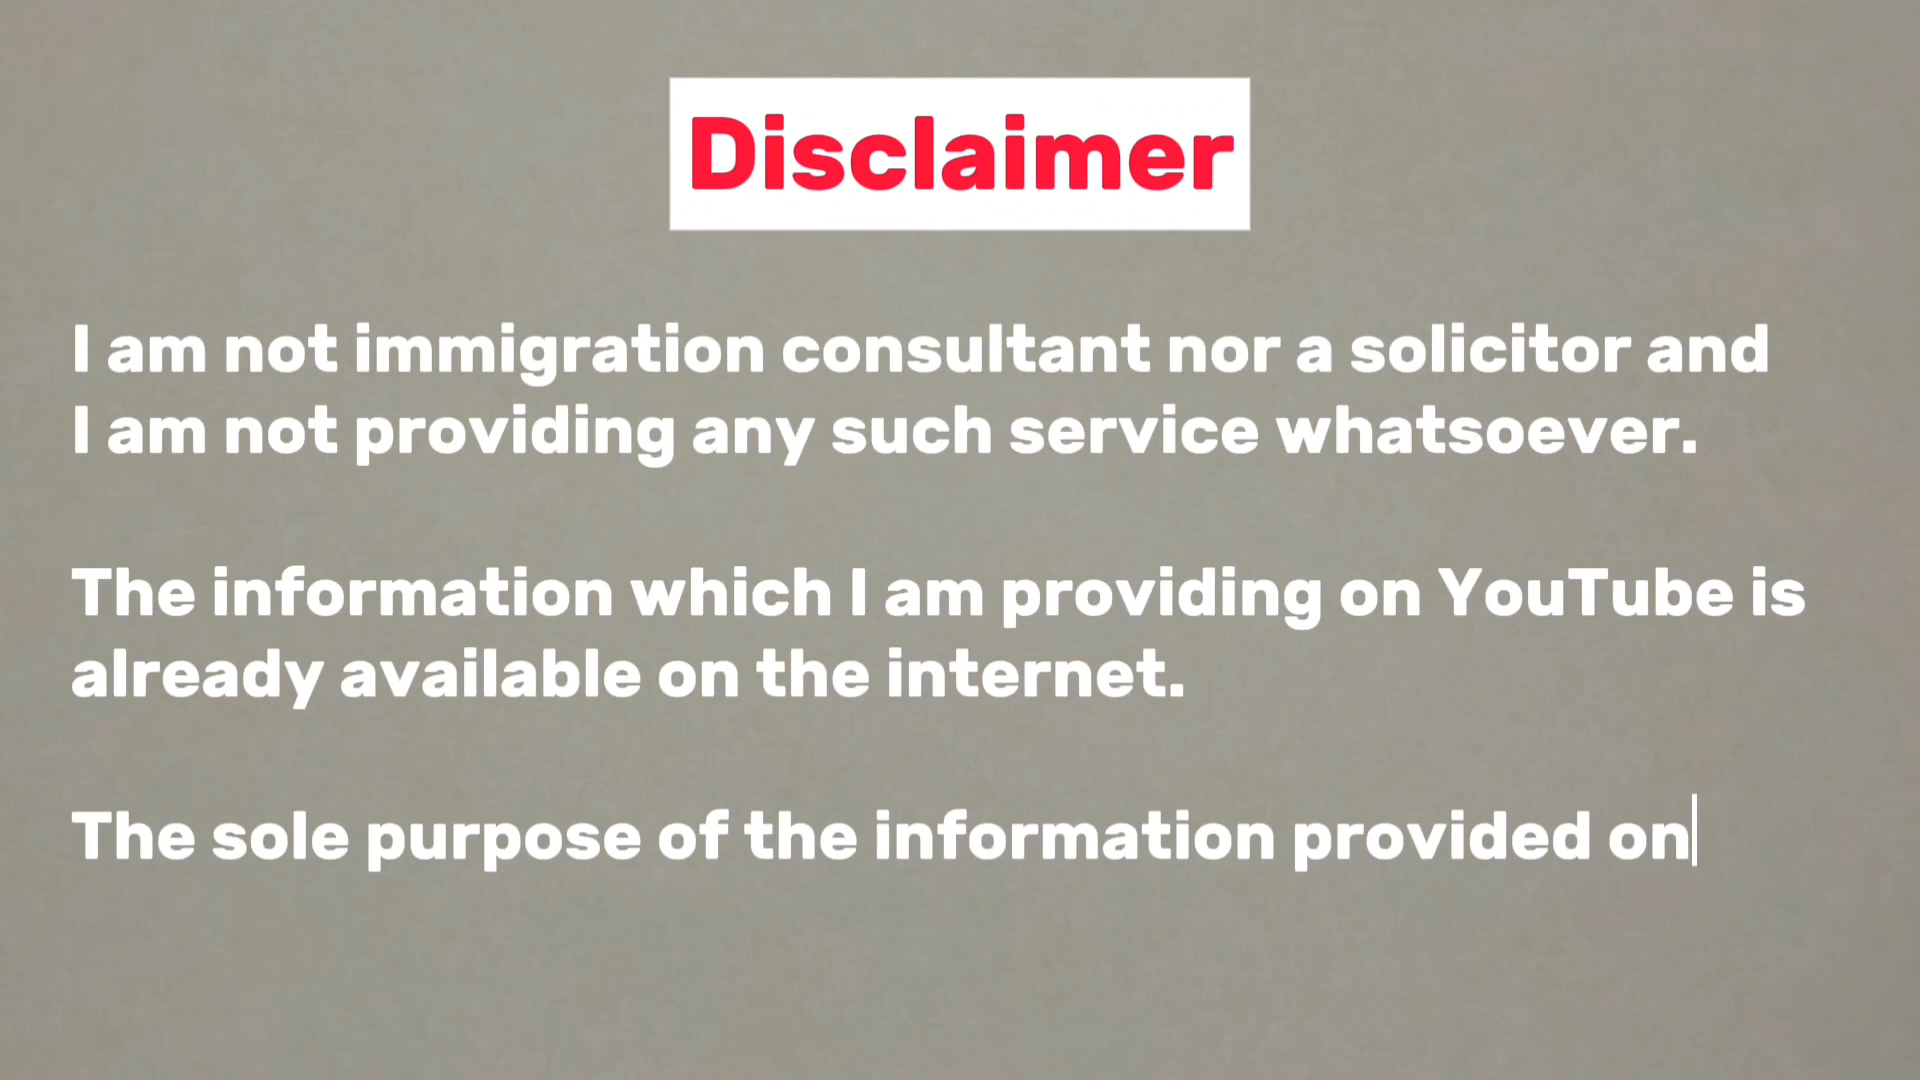 Disclaimer
I am not immigration consultant nor a solicitor and
I am not providing any such service whatsoever.
The information which I am providing on YouTube is
already available on the internet.
The sole purpose of the information provided on